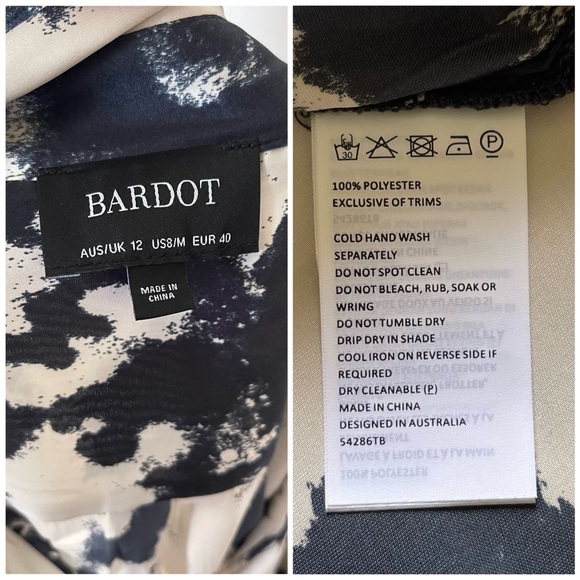 BARDOT
AUS/UK 12 US8/M EUR 40
MADE IN
CHINA
30
P
100% POLYESTER
EXCLUSIVE OF TRIMS
COLD HAND WASH
SEPARATELY
DO NOT SPOT CLEAN
DO NOT BLEACH, RUB, SOAK OR
WRING
DO NOT TUMBLE DRY
DRIP DRY IN SHADE
COOL IRON ON REVERSE SIDE IF
REQUIRED
DRY CLEANABLE (P)
MADE IN CHINA
DESIGNED IN AUSTRALIA
54286TB